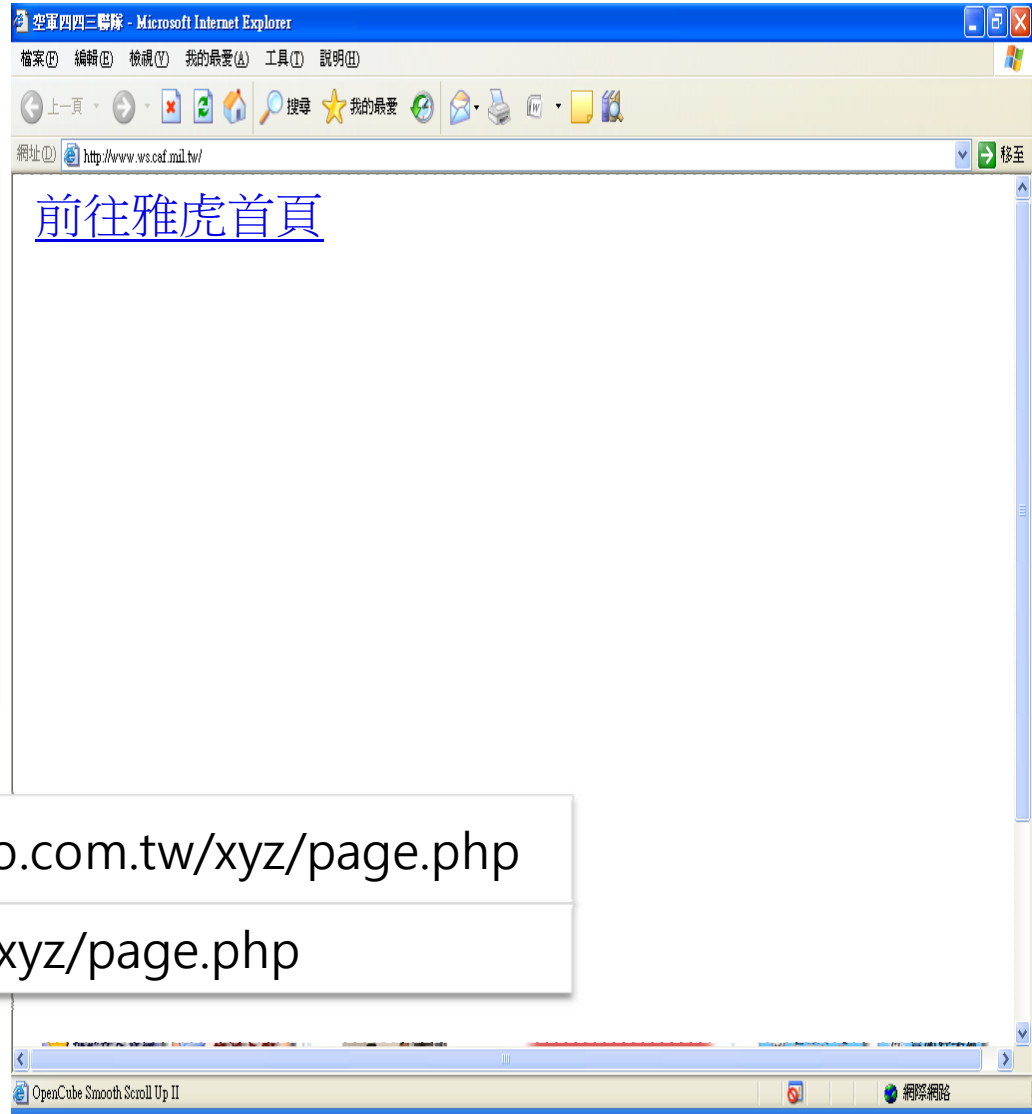 空軍四四三聯隊 - Microsoft Internet Explorer
檔案(F) 編輯(E) 檢視(V) 我的最愛(A) 工具(T) 說明(H)
上一頁 搜尋 我的最愛
網址(D) http://www.ws.caf.mil.tw/ 移至
前往雅虎首頁
o.com.tw/xyz/page.php
xyz/page.php
OpenCube Smooth Scroll Up II 網際網路